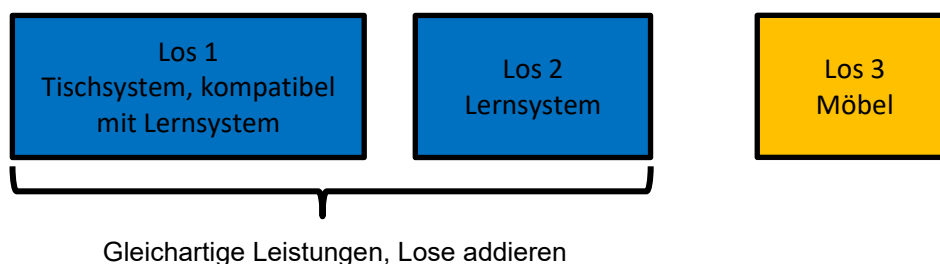 Los 1
Tischsystem, kompatibel
mit Lernsystem
Los 2
Lernsystem
Los 3
Möbel
Gleichartige Leistungen, Lose addieren